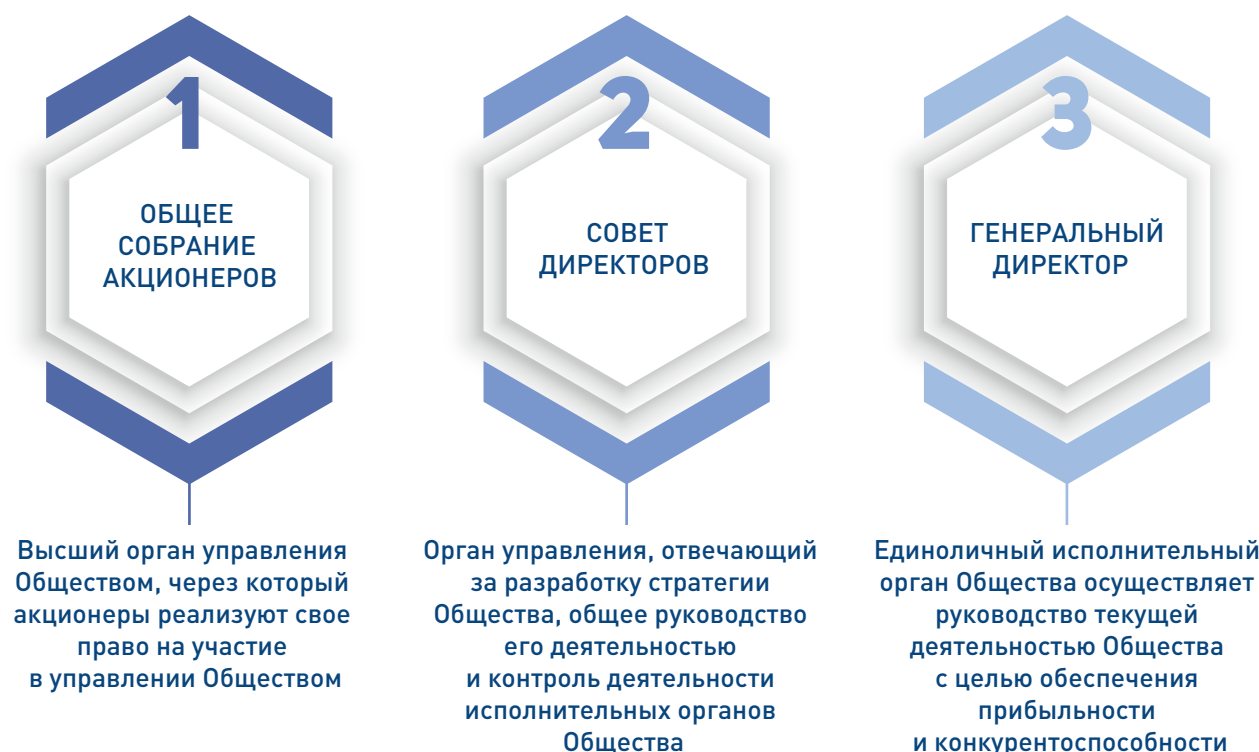 1
ОБЩЕЕ
СОБРАНИЕ
АКЦИОНЕРОВ
Высший орган управления
Обществом, через который
акционеры реализуют свое
право на участие
в управлении Обществом
2
СОВЕТ
ДИРЕКТОРОВ
Орган управления, отвечающий
за разработку стратегии
Общества, общее руководство
его деятельностью
и контроль деятельности
исполнительных органов
Общества
3
ГЕНЕРАЛЬНЫЙ
ДИРЕКТОР
Единоличный исполнительный
орган Общества осуществляет
руководство текущей
деятельностью Общества
с целью обеспечения
прибыльности
и конкурентоспособности